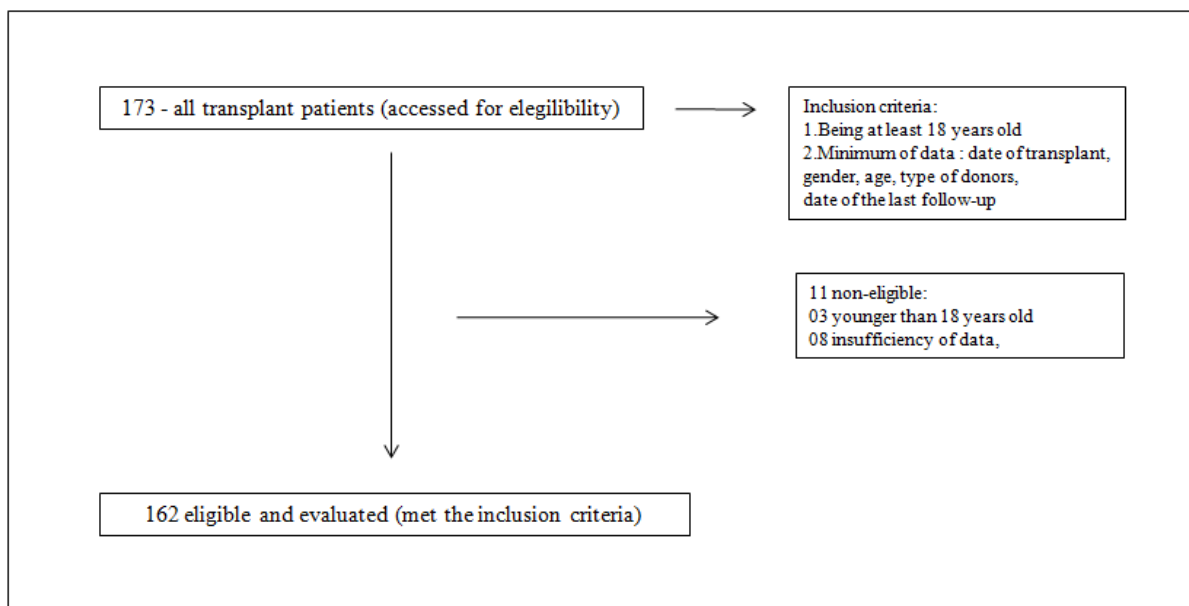 173 - all transplant patients (accessed for elegilibility)
Inclusion criteria:
1.Being at least 18 years old
2.Minimum of data : date of transplant,
gender, age, type of donors,
date of the last follow-up
11 non-eligible:
03 younger than 18 years old
08 insufficiency of data,
162 eligible and evaluated (met the inclusion criteria)